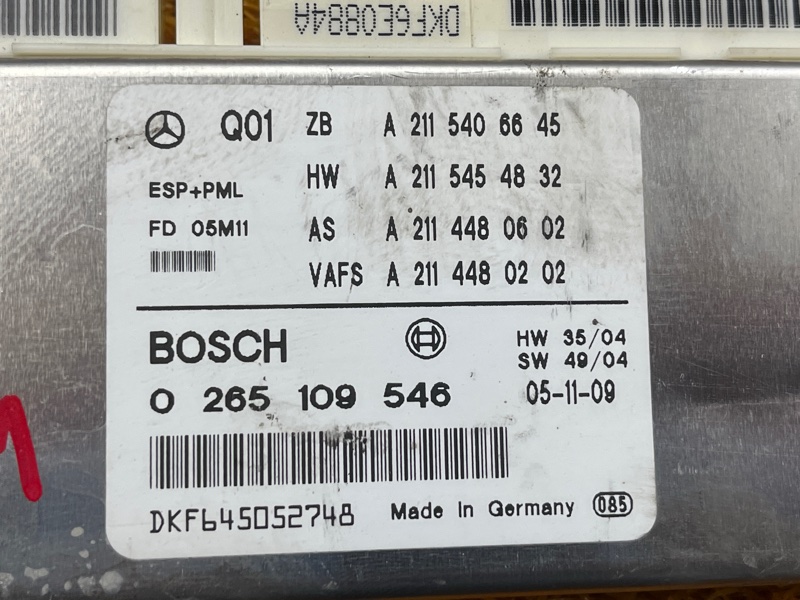 DKF6E0884A
Q01 ZB A 211 540 66 45
HW A 211 545 48 32
ESP+PML
FD 05M11 AS A 211 448 06 02
VAFS A 211 448 02 02
BOSCH HW 35/04
SW 49/04
0 265 109 546 05-11-09
DKF645052748 Made in Germany 085